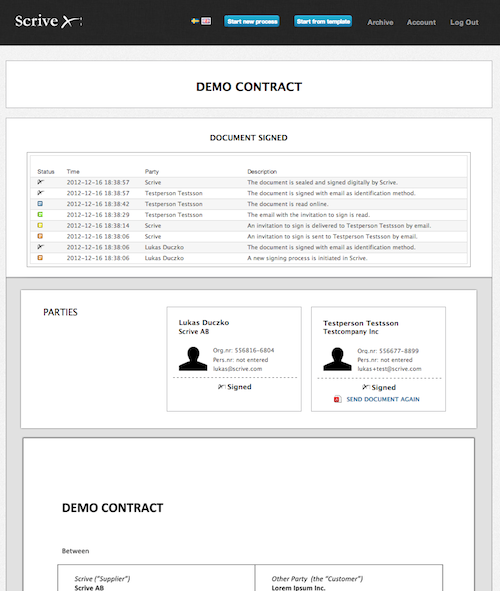 Scrive
Start new process
Start from template
Archive
Account
Log Out
DEMO CONTRACT
DOCUMENT SIGNED
Status Time Party Description
2012-12-16 18:38:57 Scrive The document is sealed and signed digitally by Scrive.
2012-12-16 18:38:57 Testperson Testsson The document is signed with email as identification method.
2012-12-16 18:38:42 Testperson Testsson The document is read online.
2012-12-16 18:38:29 Testperson Testsson The email with the invitation to sign is read.
2012-12-16 18:38:14 Scrive An invitation to sign is delivered to Testperson Testsson by email.
2012-12-16 18:38:06 Scrive An invitation to sign is sent to Testperson Testsson by email.
2012-12-16 18:38:06 Lukas Duczko The document is signed with email as identification method.
2012-12-16 18:38:06 Lukas Duczko A new signing process is initiated in Scrive.
PARTIES
Lukas Duczko
Scrive AB
Org.nr: 556816-6804
Pers.nr: not entered
lukas@scrive.com
Signed
Testperson Testsson
Testcompany Inc
Org.nr: 556677-8899
Pers.nr: not entered
lukas+test@scrive.com
Signed
SEND DOCUMENT AGAIN
DEMO CONTRACT
Between
Scrive ("Supplier")
Scrive AB
Other Party (the "Customer")
Lorem Ipsum Inc.